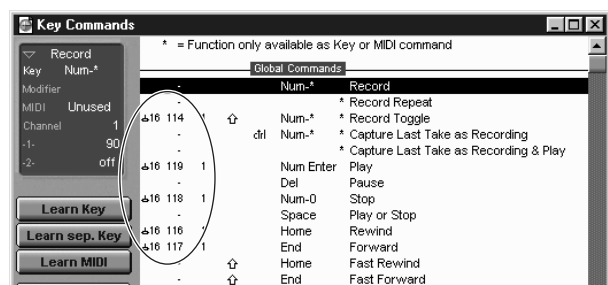 Key Commands
* = Function only available as Key or MIDI command
Global Commands
Record
Key Num-*
Modifier
MIDI Unused
Channel 1
-1- 90
-2- off
Learn Key
Learn sep. Key
Learn MIDI
- Num-* Record
- * Record Repeat
16 114 1 ⇧ Num-* * Record Toggle
- ctrl Num-* * Capture Last Take as Recording
- * Capture Last Take as Recording & Play
16 119 1 Num Enter Play
- Del Pause
16 118 1 Num-0 Stop
- Space Play or Stop
16 116 1 Home Rewind
16 117 1 End Forward
- ⇧ Home Fast Rewind
- ⇧ End Fast Forward